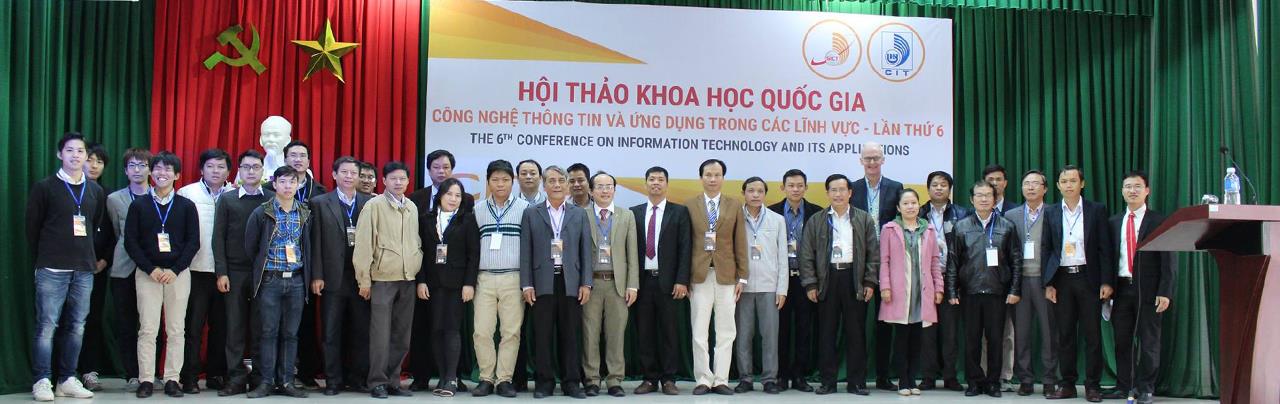 SICT
CIT
HỘI THẢO KHOA HỌC QUỐC GIA
CÔNG NGHỆ THÔNG TIN VÀ ỨNG DỤNG TRONG CÁC LĨNH VỰC - LẦN THỨ 6
THE 6TH CONFERENCE ON INFORMATION TECHNOLOGY AND ITS APPLICATIONS